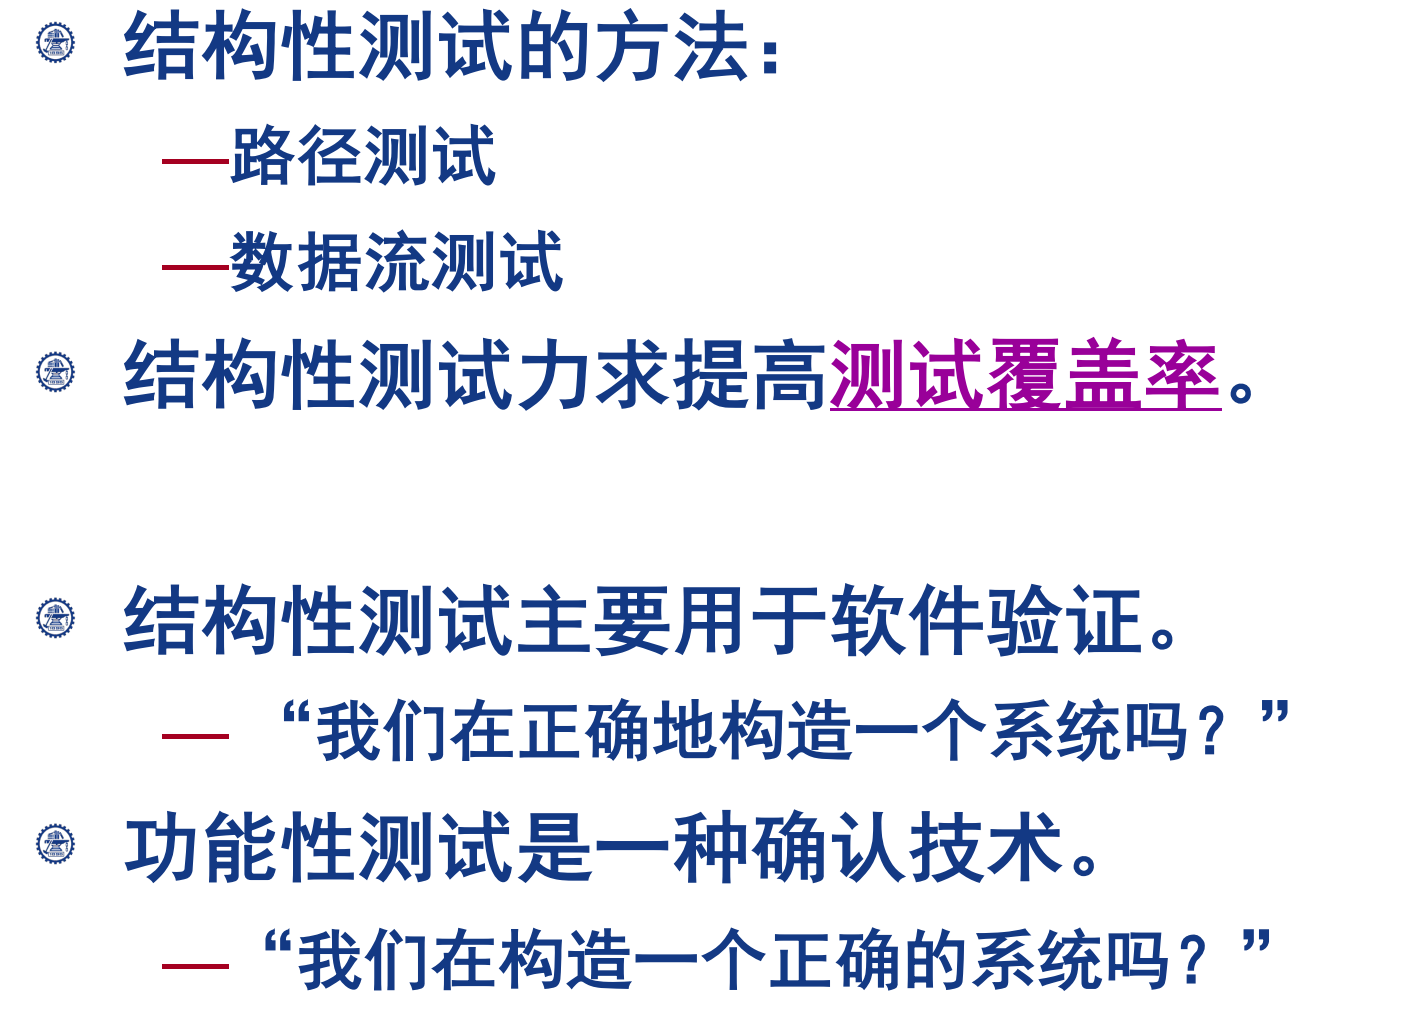 结构性测试的方法：
—路径测试
—数据流测试
结构性测试力求提高测试覆盖率。
结构性测试主要用于软件验证。
— “我们在正确地构造一个系统吗？”
功能性测试是一种确认技术。
—“我们在构造一个正确的系统吗？”